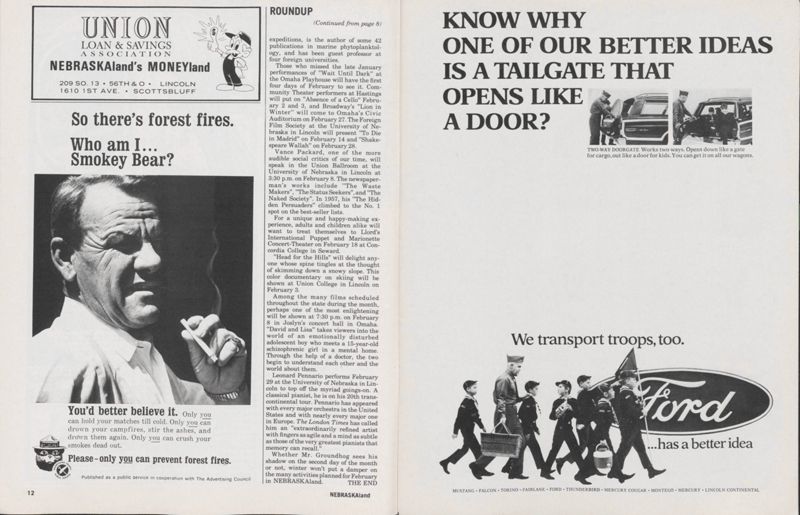 UNION
LOAN & SAVINGS
ASSOCIATION
NEBRASKAland's MONEYland
209 SO. 13 • 56TH & O • LINCOLN
1610 1ST AVE. • SCOTTSBLUFF
So there's forest fires.
Who am I...
Smokey Bear?
You'd better believe it. Only you
can hold your matches till cold. Only you can
drown your campfires, stir the ashes, and
drown them again. Only you can crush your
smokes dead out.
Please-only you can prevent forest fires.
Published as a public service in cooperation with The Advertising Council
12
ROUNDUP
(Continued from page 8)
expeditions, is the author of some 42
publications in marine phytoplanktol-
ogy, and has been guest professor at
four foreign universities.
Those who missed the late January
performances of "Wait Until Dark" at
the Omaha Playhouse will have the first
four days of February to see it. Com-
munity Theater performers at Hastings
will put on "Absence of a Cello" Febru-
ary 2 and 3, and Broadway's "Lion in
Winter" will come to Omaha's Civic
Auditorium on February 27. The Foreign
Film Society at the University of Ne-
braska in Lincoln will present "To Die
in Madrid" on February 14 and "Shake-
speare Wallah" on February 28.
Vance Packard, one of the more
audible social critics of our time, will
speak in the Union Ballroom at the
University of Nebraska in Lincoln at
3:30 p.m. on February 8. The newspaper-
man's works include "The Waste
Makers", "The Status Seekers", and "The
Naked Society". In 1957, his "The Hid-
den Persuaders" climbed to the No. 1
spot on the best-seller lists.
For a unique and happy-making ex-
perience, adults and children alike will
want to treat themselves to Llord's
International Puppet and Marionette
Concert-Theater on February 18 at Con-
cordia College in Seward.
"Head for the Hills" will delight any-
one whose spine tingles at the thought
of skimming down a snowy slope. This
color documentary on skiing will be
shown at Union College in Lincoln on
February 3.
Among the many films scheduled
throughout the state during the month,
perhaps one of the most enlightening
will be shown at 7:30 p.m. on February
8 in Joslyn's concert hall in Omaha.
"David and Lisa" takes viewers into the
world of an emotionally disturbed
adolescent boy who meets a 15-year-old
schizophrenic girl in a mental home.
Through the help of a doctor, the two
begin to understand each other and the
world about them.
Leonard Pennario performs February
29 at the University of Nebraska in Lin-
coln to top off the myriad goings-on. A
classical pianist, he is on his 20th trans-
continental tour. Pennario has appeared
with every major orchestra in the United
States and with nearly every major one
in Europe. The London Times has called
him an "extraordinarily refined artist
with fingers as agile and a mind as subtle
as those of the very greatest pianists that
memory can recall."
Whether Mr. Groundhog sees his
shadow on the second day of the month
or not, winter won't put a damper on
the many activities planned for February
in NEBRASKAland. THE END
NEBRASKAland
KNOW WHY
ONE OF OUR BETTER IDEAS
IS A TAILGATE THAT
OPENS LIKE
A DOOR?
TWO-WAY DOORGATE. Works two ways. Opens down like a gate
for cargo, out like a door for kids. You can get it on all our wagons.
We transport troops, too.
Ford
...has a better idea
MUSTANG • FALCON • TORINO • FAIRLANE • FORD • THUNDERBIRD • MERCURY COUGAR • MONTEGO • MERCURY • LINCOLN CONTINENTAL